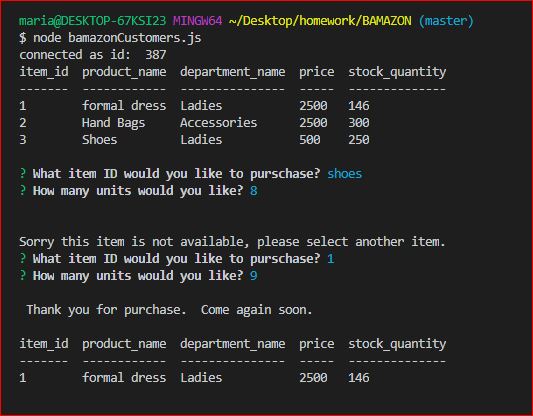 maria@DESKTOP-67KSI23 MINGW64 ~/Desktop/homework/BAMAZON (master)
$ node bamazonCustomers.js
connected as id:  387
item_id  product_name  department_name  price  stock_quantity
-------  ------------  ---------------  -----  --------------
1        formal dress  Ladies           2500   146
2        Hand Bags     Accessories      2500   300
3        Shoes         Ladies           500    250
? What item ID would you like to purschase? shoes
? How many units would you like? 8
Sorry this item is not available, please select another item.
? What item ID would you like to purschase? 1
? How many units would you like? 9
Thank you for purchase.  Come again soon.
item_id  product_name  department_name  price  stock_quantity
-------  ------------  ---------------  -----  --------------
1        formal dress  Ladies           2500   146